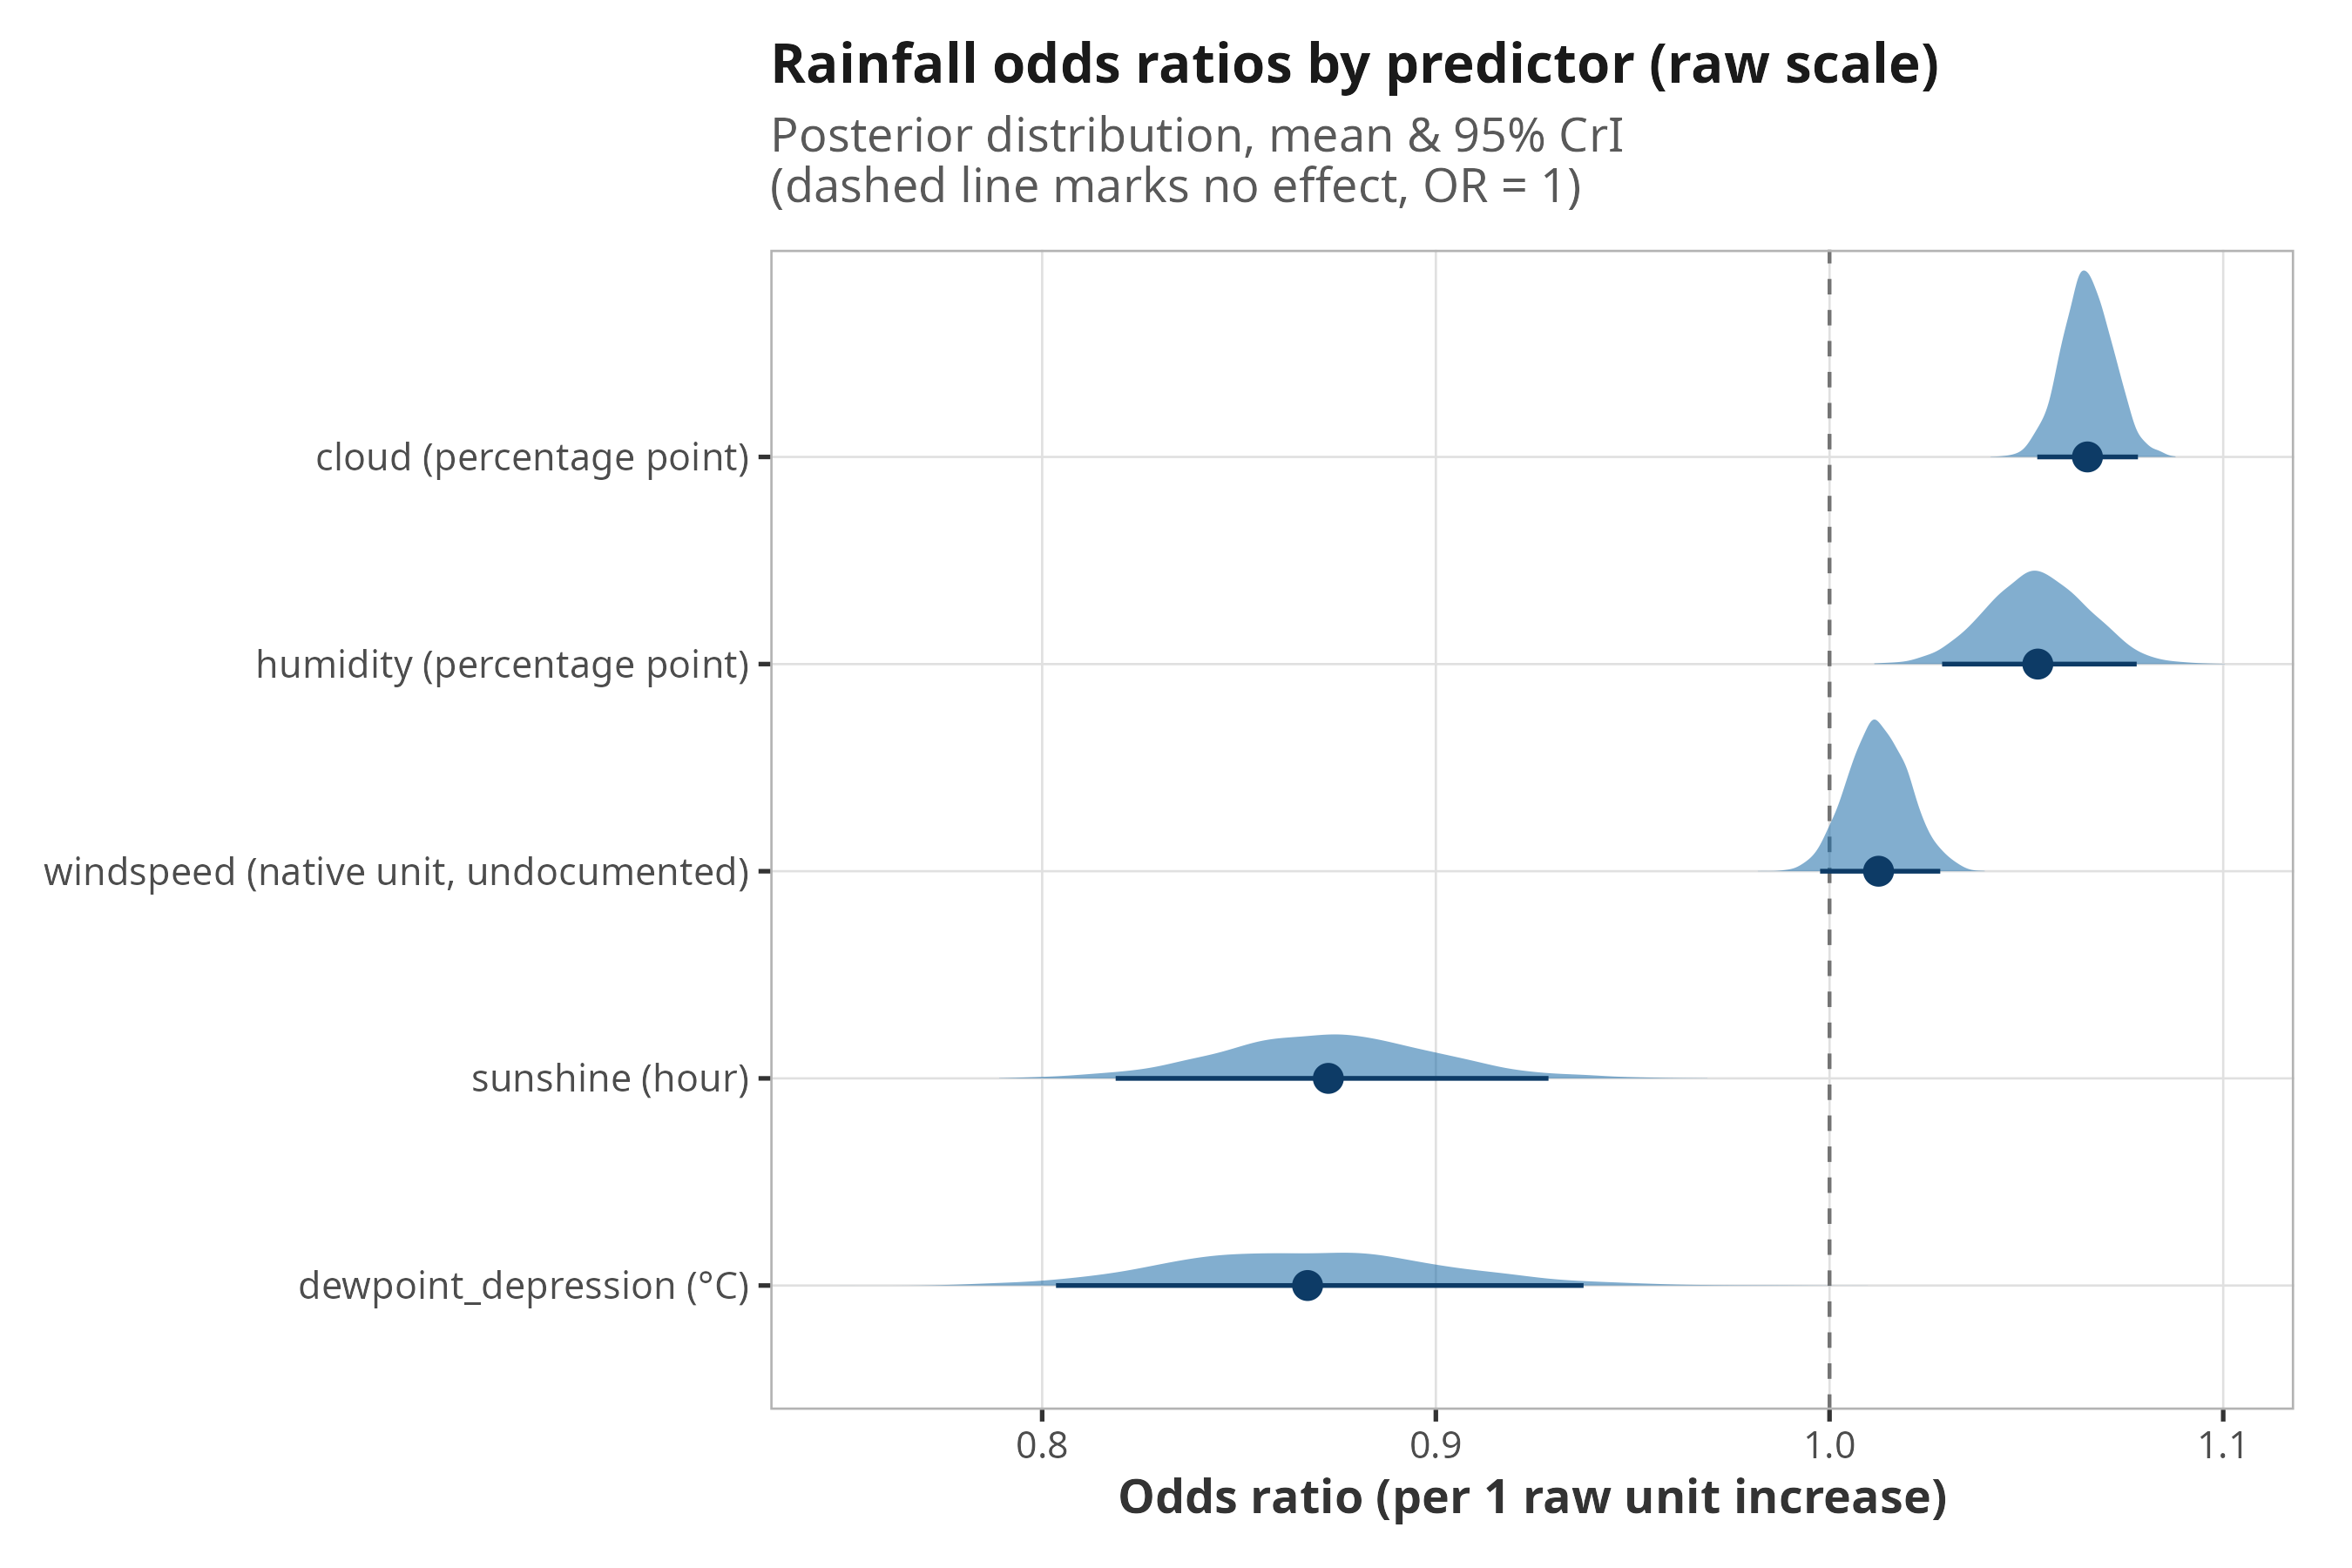 Rainfall odds ratios by predictor (raw scale)
Posterior distribution, mean & 95% CrI
(dashed line marks no effect, OR = 1)
cloud (percentage point)
humidity (percentage point)
windspeed (native unit, undocumented)
sunshine (hour)
dewpoint_depression (°C)
0.8 0.9 1.0 1.1
Odds ratio (per 1 raw unit increase)